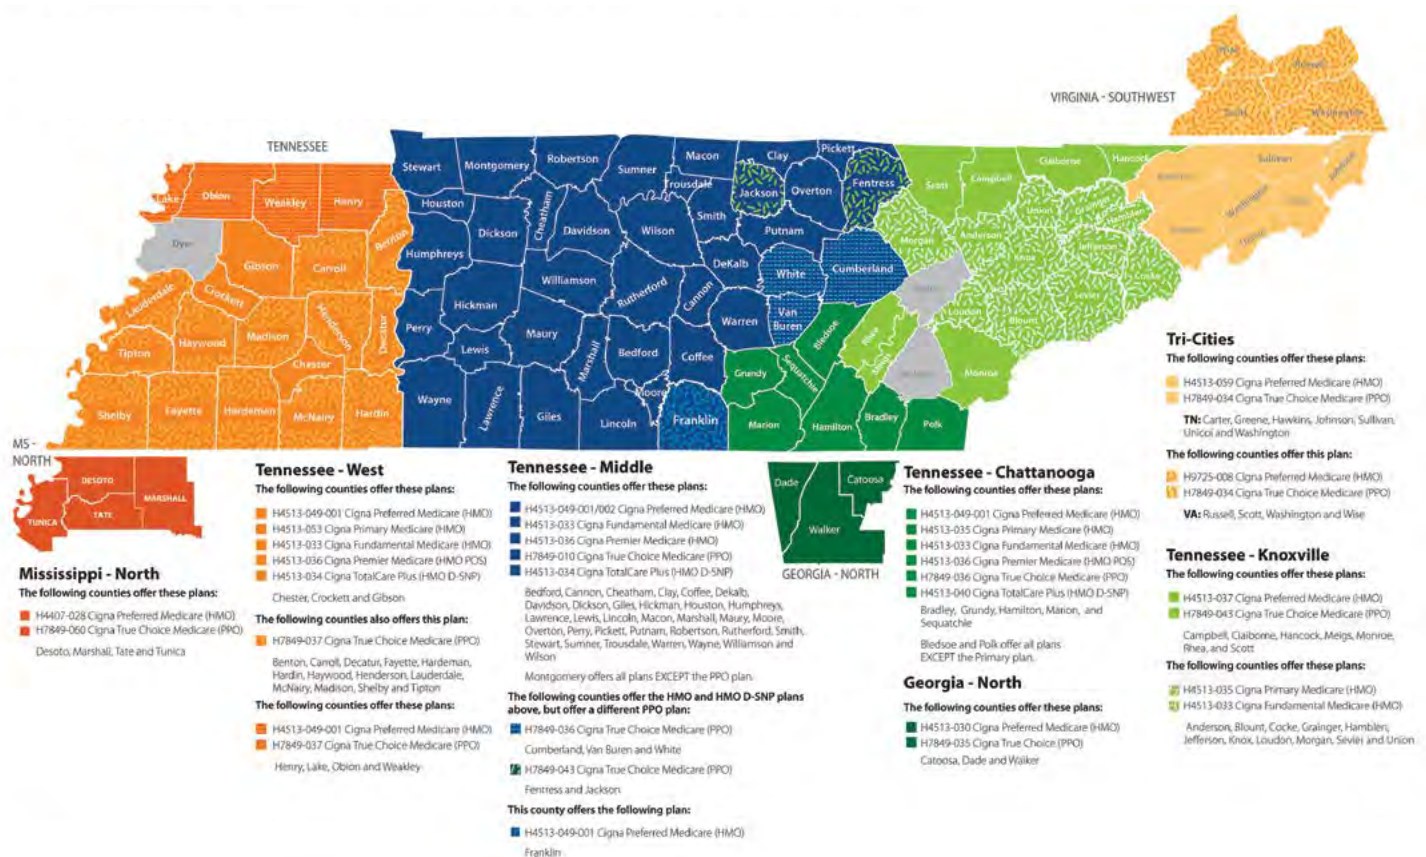 VIRGINIA - SOUTHWEST
Wise
Russell
Scott
Washington
TENNESSEE
Stewart
Montgomery
Robertson
Sumner
Macon
Trousdale
Clay
Pickett
Jackson
Overton
Fentress
Scott
Campbell
Claiborne
Hancock
Sullivan
Johnson
Washington
Lake
Obion
Weakley
Henry
Houston
Cheatham
Smith
Union
Grainger
Hamblen
Dyer
Benton
Dickson
Davidson
Wilson
Putnam
Morgan
Anderson
Jefferson
Gibson
Carroll
Humphreys
DeKalb
White
Cumberland
Knox
Cocke
Lauderdale
Crockett
Williamson
Rutherford
Cannon
Sevier
Haywood
Madison
Henderson
Decatur
Hickman
Perry
Maury
Warren
Van
Buren
Bledsoe
Rhea
Meigs
Loudon
Blount
Tipton
Chester
Lewis
Marshall
Bedford
Coffee
Grundy
Sequatchie
Monroe
Shelby
Fayette
Hardeman
McNairy
Hardin
Wayne
Lawrence
Giles
Lincoln
Moore
Franklin
Marion
Hamilton
Bradley
Polk
MS -
NORTH
DESOTO
MARSHALL
TUNICA
TATE
Mississippi - North
The following counties offer these plans:
H4407-028 Cigna Preferred Medicare (HMO)
H7849-060 Cigna True Choice Medicare (PPO)
Desoto, Marshall, Tate and Tunica
Tennessee - West
The following counties offer these plans:
H4513-049-001 Cigna Preferred Medicare (HMO)
H4513-053 Cigna Primary Medicare (HMO)
H4513-033 Cigna Fundamental Medicare (HMO)
H4513-036 Cigna Premier Medicare (HMO POS)
H4513-034 Cigna TotalCare Plus (HMO D-SNP)
Chester, Crockett and Gibson
The following counties also offers this plan:
H7849-037 Cigna True Choice Medicare (PPO)
Benton, Carroll, Decatur, Fayette, Hardeman,
Hardin, Haywood, Henderson, Lauderdale,
McNairy, Madison, Shelby and Tipton
The following counties offer these plans:
H4513-049-001 Cigna Preferred Medicare (HMO)
H7849-037 Cigna True Choice Medicare (PPO)
Henry, Lake, Obion and Weakley
Tennessee - Middle
The following counties offer these plans:
H4513-049-001/002 Cigna Preferred Medicare (HMO)
H4513-033 Cigna Fundamental Medicare (HMO)
H4513-036 Cigna Premier Medicare (HMO)
H7849-010 Cigna True Choice Medicare (PPO)
H4513-034 Cigna TotalCare Plus (HMO D-SNP)
Bedford, Cannon, Cheatham, Clay, Coffee, Dekalb,
Davidson, Dickson, Giles, Hickman, Houston, Humphreys,
Lawrence, Lewis, Lincoln, Macon, Marshall, Maury, Moore,
Overton, Perry, Pickett, Putnam, Robertson, Rutherford, Smith,
Stewart, Sumner, Trousdale, Warren, Wayne, Williamson and
Wilson
Montgomery offers all plans EXCEPT the PPO plan.
The following counties offer the HMO and HMO D-SNP plans
above, but offer a different PPO plan:
H7849-036 Cigna True Choice Medicare (PPO)
Cumberland, Van Buren and White
H7849-043 Cigna True Choice Medicare (PPO)
Fentress and Jackson
This county offers the following plan:
H4513-049-001 Cigna Preferred Medicare (HMO)
Franklin
Dade
Catoosa
Walker
GEORGIA - NORTH
Tennessee - Chattanooga
The following counties offer these plans:
H4513-049-001 Cigna Preferred Medicare (HMO)
H4513-035 Cigna Primary Medicare (HMO)
H4513-033 Cigna Fundamental Medicare (HMO)
H4513-036 Cigna Premier Medicare (HMO POS)
H7849-036 Cigna True Choice Medicare (PPO)
H4513-040 Cigna TotalCare Plus (HMO D-SNP)
Bradley, Grundy, Hamilton, Marion, and
Sequatchie
Bledsoe and Polk offer all plans
EXCEPT the Primary plan.
Georgia - North
The following counties offer these plans:
H4513-030 Cigna Preferred Medicare (HMO)
H7849-035 Cigna True Choice (PPO)
Catoosa, Dade and Walker
Tri-Cities
The following counties offer these plans:
H4513-059 Cigna Preferred Medicare (HMO)
H7849-034 Cigna True Choice Medicare (PPO)
TN: Carter, Greene, Hawkins, Johnson, Sullivan,
Unicoi and Washington
The following counties offer this plan:
H9725-008 Cigna Preferred Medicare (HMO)
H7849-034 Cigna True Choice Medicare (PPO)
VA: Russell, Scott, Washington and Wise
Tennessee - Knoxville
The following counties offer these plans:
H4513-037 Cigna Preferred Medicare (HMO)
H7849-043 Cigna True Choice Medicare (PPO)
Campbell, Claiborne, Hancock, Meigs, Monroe,
Rhea, and Scott
The following counties offer these plans:
H4513-035 Cigna Primary Medicare (HMO)
H4513-033 Cigna Fundamental Medicare (HMO)
Anderson, Blount, Cocke, Grainger, Hamblen,
Jefferson, Knox, Loudon, Morgan, Sevier and Union